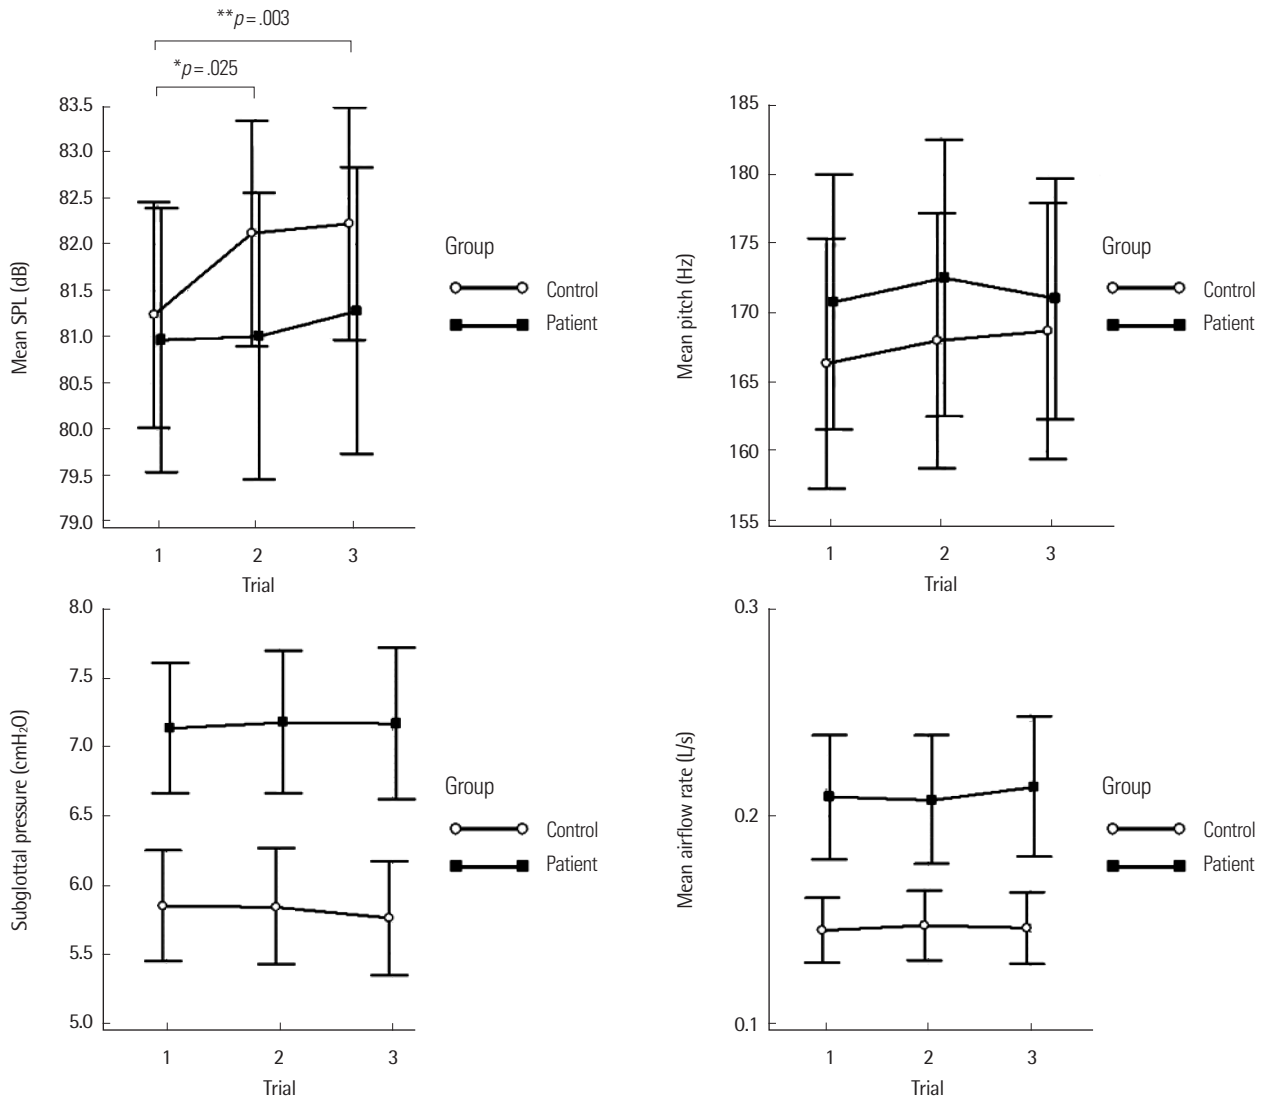 **p=.003
*p=.025
83.5
83.0
82.5
82.0
81.5
81.0
80.5
80.0
79.5
79.0
Mean SPL (dB)
1 2 3
Trial
Group
Control
Patient
185
180
175
170
165
160
155
Mean pitch (Hz)
1 2 3
Trial
Group
Control
Patient
8.0
7.5
7.0
6.5
6.0
5.5
5.0
Subglottal pressure (cmH₂O)
1 2 3
Trial
Group
Control
Patient
0.3
0.2
0.1
Mean airflow rate (L/s)
1 2 3
Trial
Group
Control
Patient